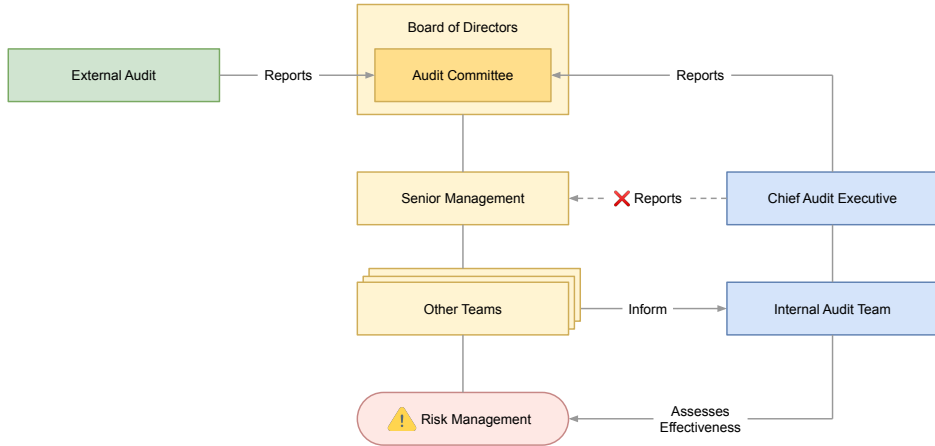 Board of Directors
External Audit
Reports
Audit Committee
Reports
Senior Management
❌ Reports
Chief Audit Executive
Other Teams
Inform
Internal Audit Team
Risk Management
Assesses
Effectiveness